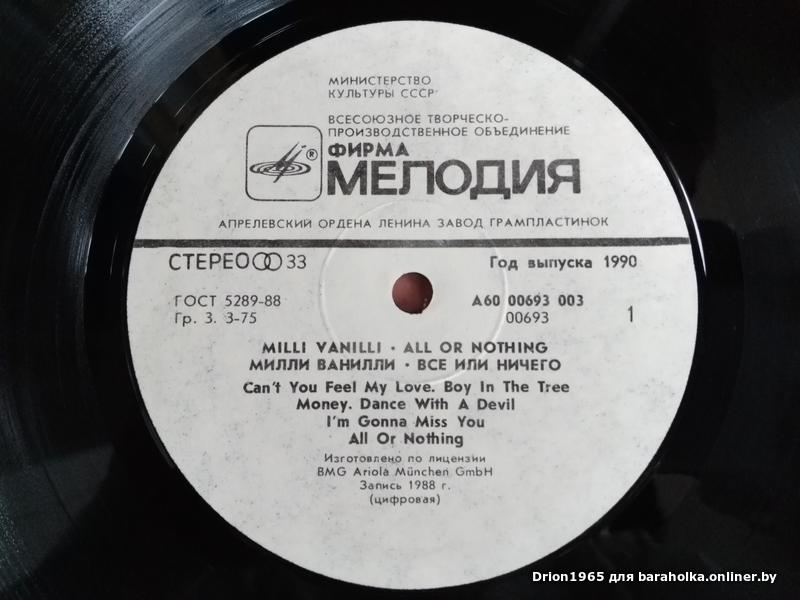 МИНИСТЕРСТВО
КУЛЬТУРЫ СССР
ВСЕСОЮЗНОЕ ТВОРЧЕСКО-
ПРОИЗВОДСТВЕННОЕ ОБЪЕДИНЕНИЕ
®
ФИРМА
МЕЛОДИЯ
АПРЕЛЕВСКИЙ ОРДЕНА ЛЕНИНА ЗАВОД ГРАМПЛАСТИНОК
СТЕРЕО 33
Год выпуска 1990
ГОСТ 5289-88
А60 00693 003
Гр. 3. 3-75
00693
1
MILLI VANILLI · ALL OR NOTHING
МИЛЛИ ВАНИЛЛИ · ВСЕ ИЛИ НИЧЕГО
Can't You Feel My Love. Boy In The Tree
Money. Dance With A Devil
I'm Gonna Miss You
All Or Nothing
Изготовлено по лицензии
BMG Ariola München GmbH
Запись 1988 г.
(цифровая)
Drion1965 для baraholka.onliner.by